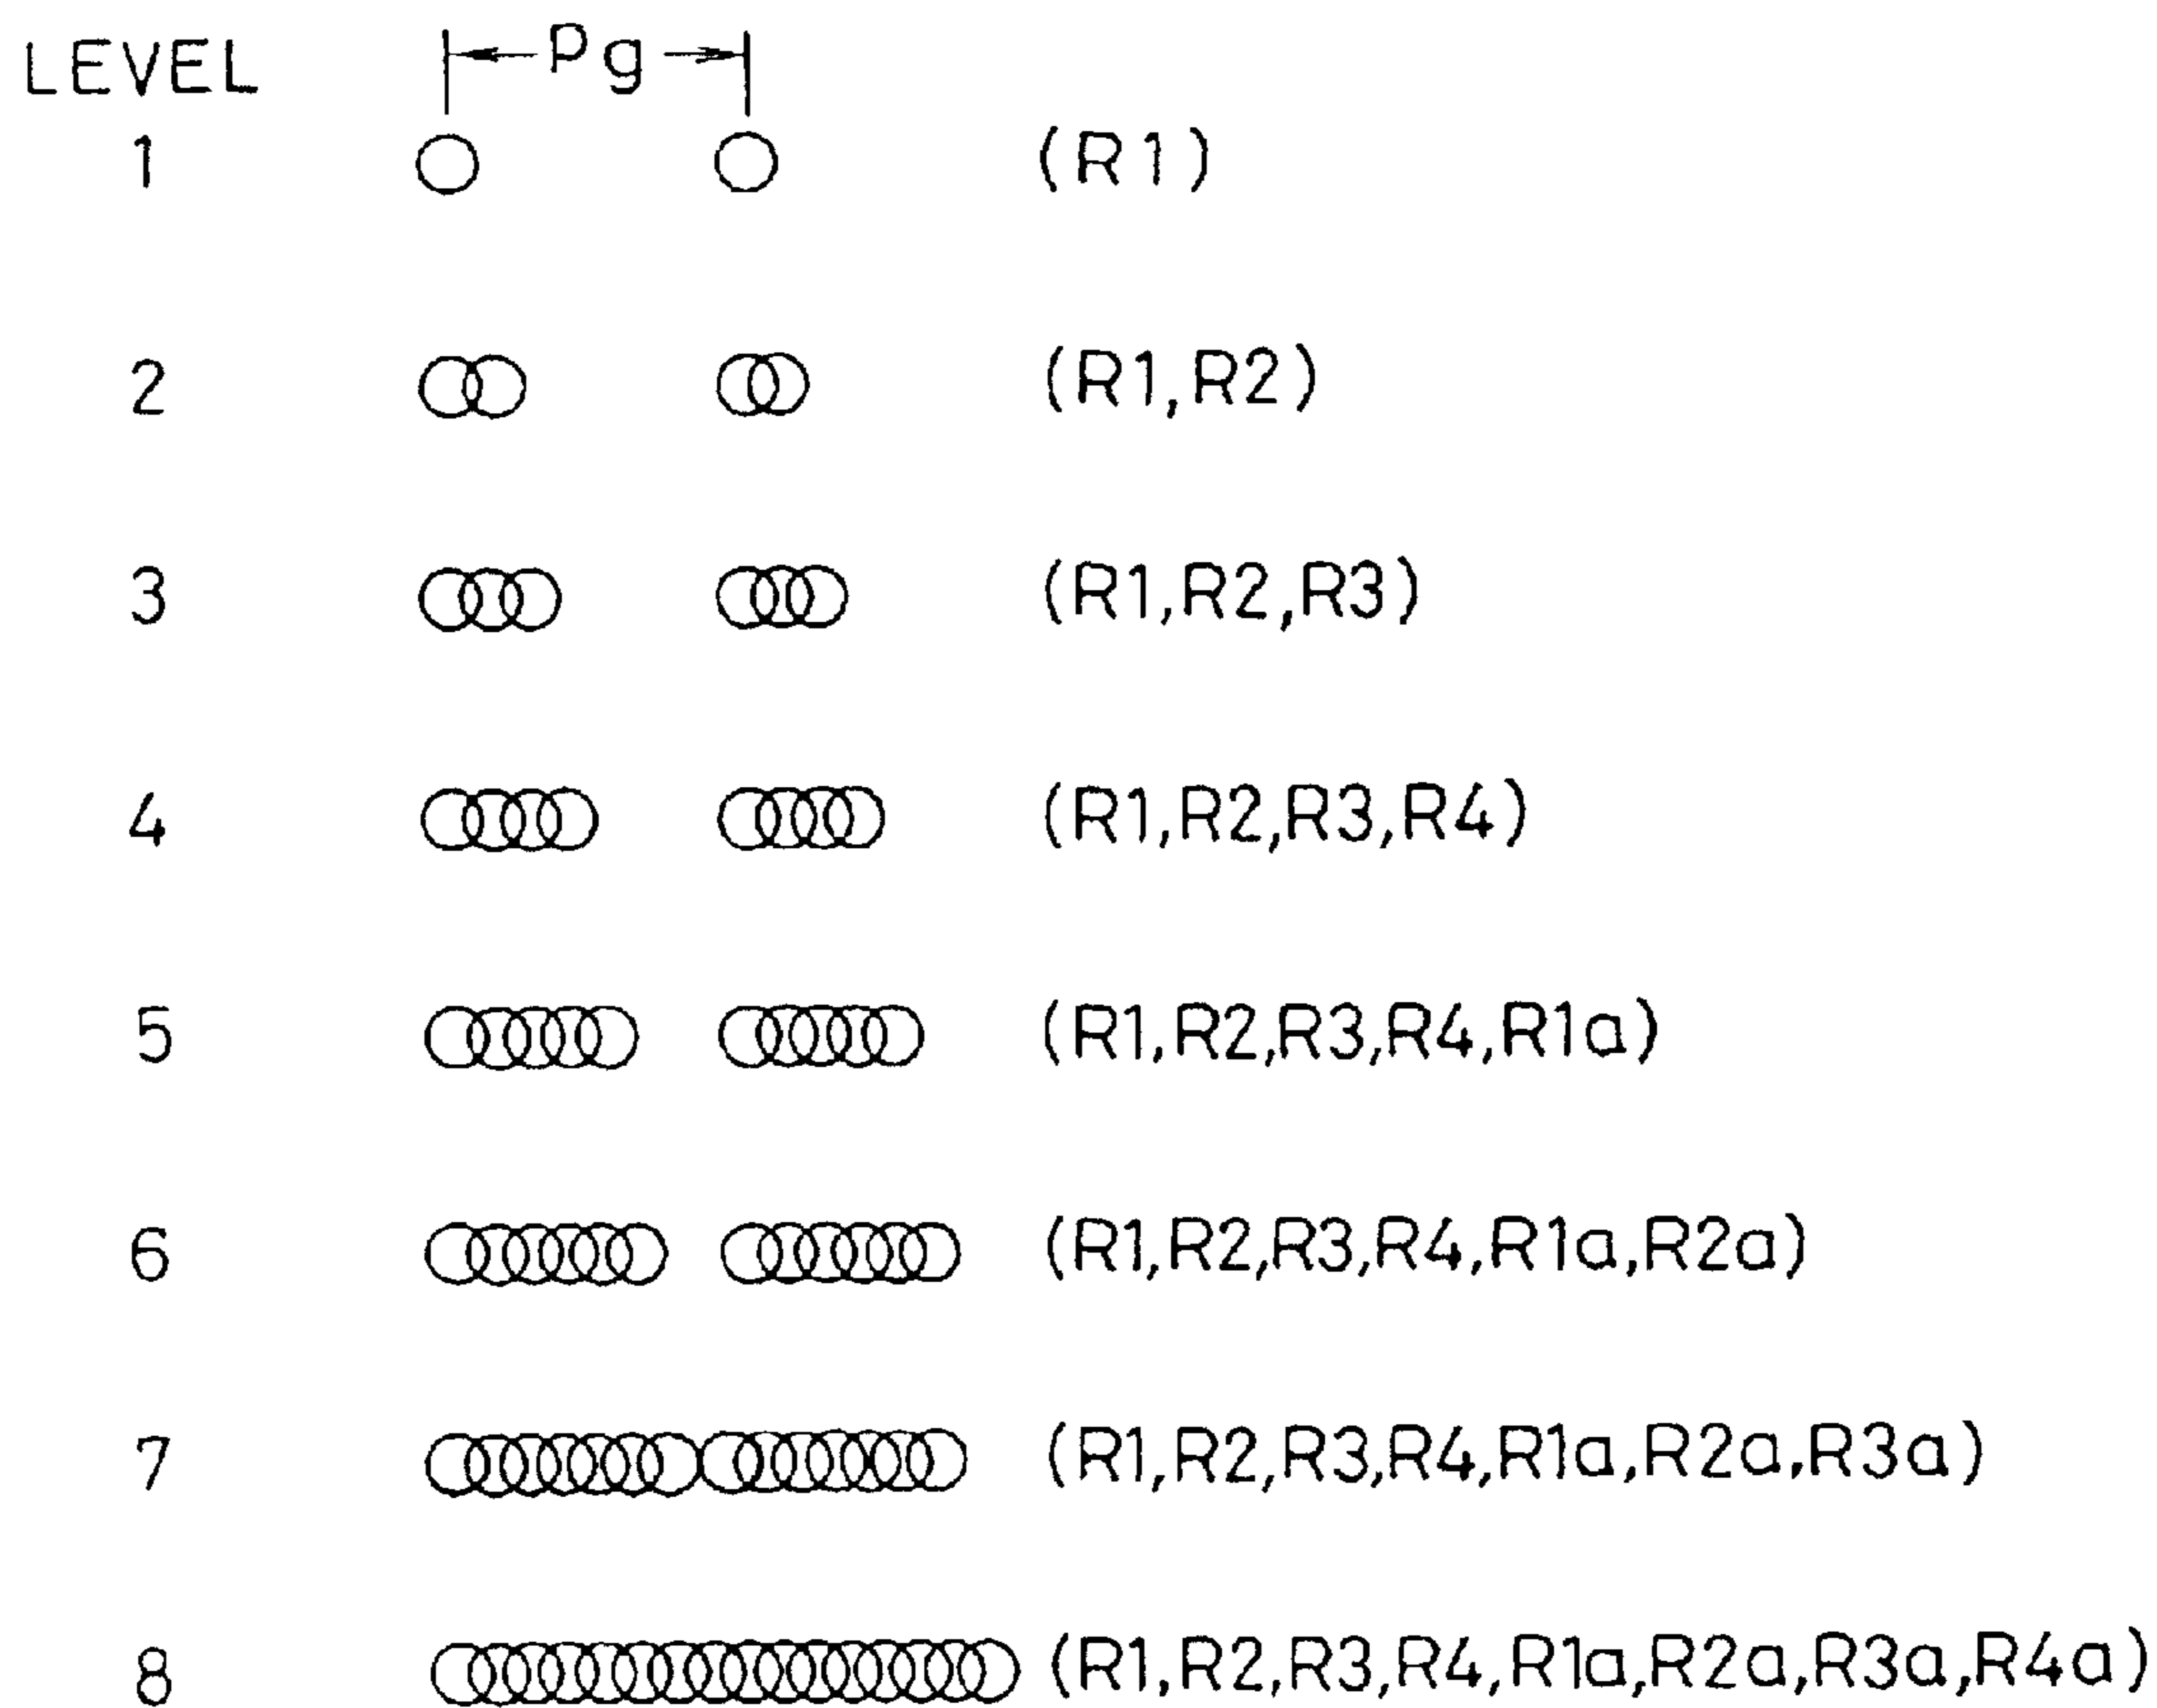 LEVEL Pg
1 (R1)
2 (R1,R2)
3 (R1,R2,R3)
4 (R1,R2,R3,R4)
5 (R1,R2,R3,R4,R1a)
6 (R1,R2,R3,R4,R1a,R2a)
7 (R1,R2,R3,R4,R1a,R2a,R3a)
8 (R1,R2,R3,R4,R1a,R2a,R3a,R4a)